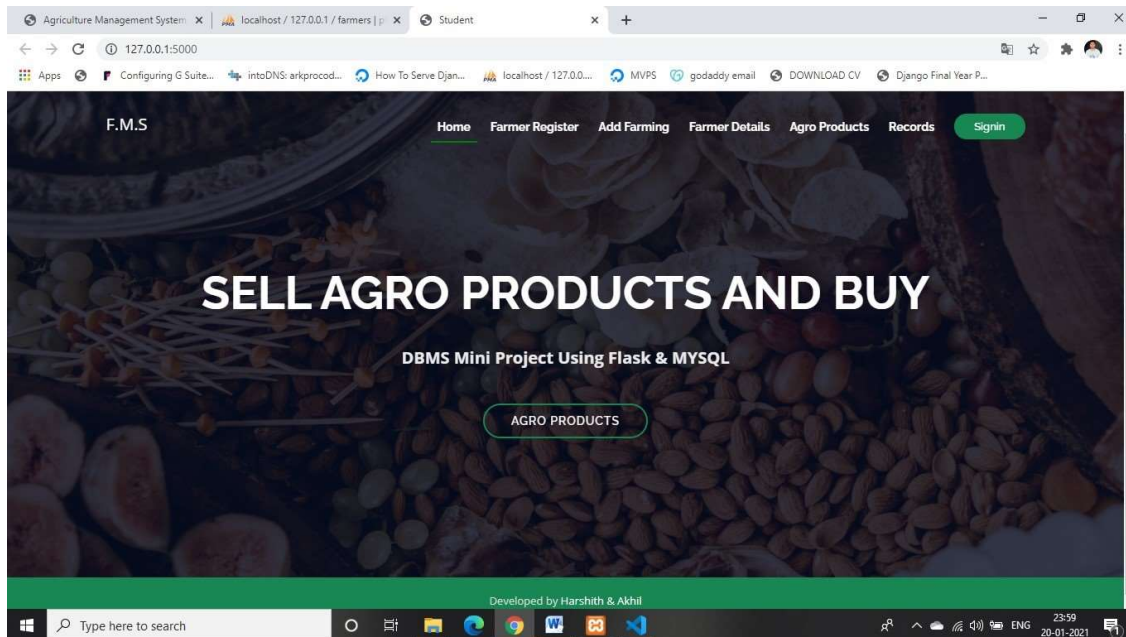 Agriculture Management System
localhost / 127.0.0.1 / farmers | p
Student
127.0.0.1:5000
Apps
Configuring G Suite...
intoDNS: arkprocod...
How To Serve Djan...
localhost / 127.0.0....
MVPS
godaddy email
DOWNLOAD CV
Django Final Year P...
F.M.S
Home Farmer Register Add Farming Farmer Details Agro Products Records Signin
SELL AGRO PRODUCTS AND BUY
DBMS Mini Project Using Flask & MYSQL
AGRO PRODUCTS
Developed by Harshith & Akhil
Type here to search
ENG
23:59
20-01-2021